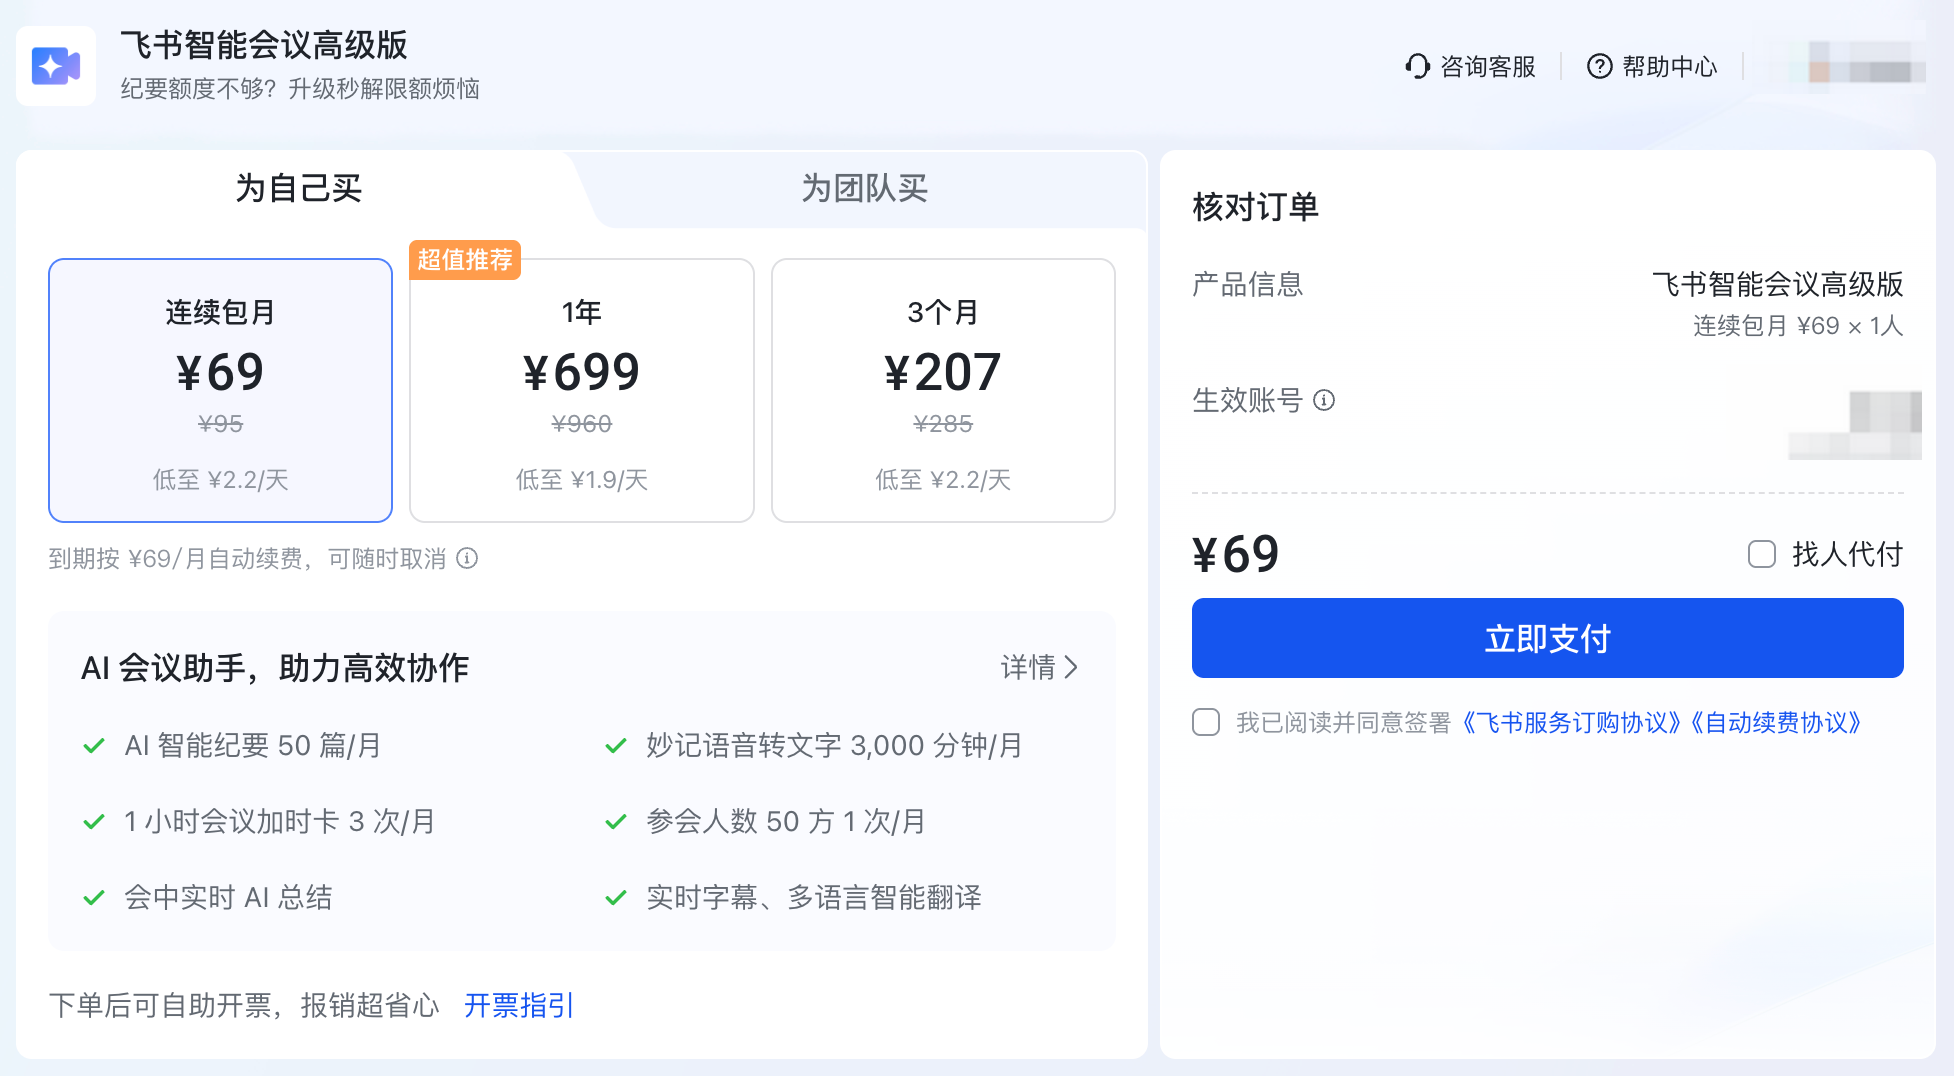 飞书智能会议高级版
纪要额度不够？升级秒解限额烦恼
咨询客服
帮助中心
为自己买
为团队买
连续包月
¥69
¥95
低至 ¥2.2/天
超值推荐
1年
¥699
¥960
低至 ¥1.9/天
3个月
¥207
¥285
低至 ¥2.2/天
到期按 ¥69/月自动续费，可随时取消
AI 会议助手，助力高效协作
详情
AI 智能纪要 50 篇/月
妙记语音转文字 3,000 分钟/月
1 小时会议加时卡 3 次/月
参会人数 50 方 1 次/月
会中实时 AI 总结
实时字幕、多语言智能翻译
下单后可自助开票，报销超省心 开票指引
核对订单
产品信息
飞书智能会议高级版
连续包月 ¥69 × 1人
生效账号
¥69
找人代付
立即支付
我已阅读并同意签署《飞书服务订购协议》《自动续费协议》